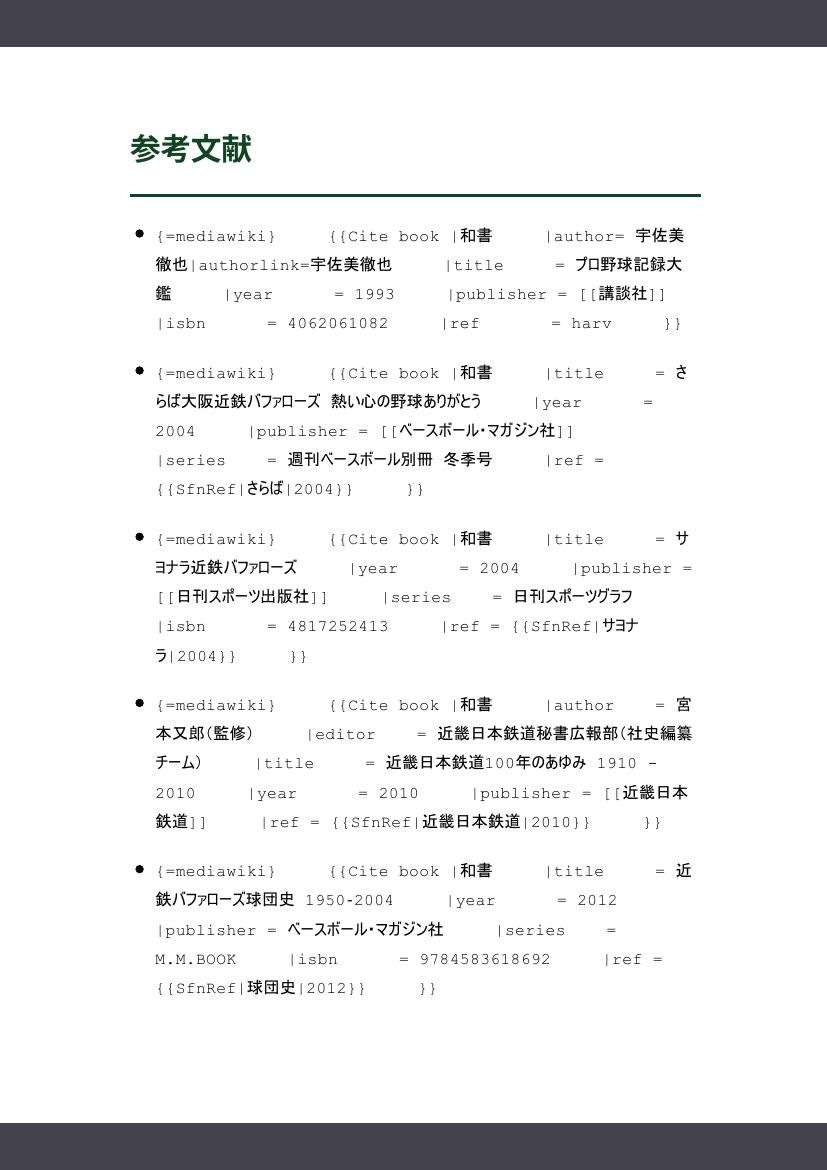 参考文献
{=mediawiki} {{Cite book |和書 |author= 宇佐美
徹也|authorlink=宇佐美徹也 |title = プロ野球記録大
鑑 |year = 1993 |publisher = [[講談社]]
|isbn = 4062061082 |ref = harv }}
{=mediawiki} {{Cite book |和書 |title = さ
らば大阪近鉄バファローズ 熱い心の野球ありがとう |year =
2004 |publisher = [[ベースボール・マガジン社]]
|series = 週刊ベースボール別冊 冬季号 |ref =
{{SfnRef|さらば|2004}} }}
{=mediawiki} {{Cite book |和書 |title = サ
ヨナラ近鉄バファローズ |year = 2004 |publisher =
[[日刊スポーツ出版社]] |series = 日刊スポーツグラフ
|isbn = 4817252413 |ref = {{SfnRef|サヨナ
ラ|2004}} }}
{=mediawiki} {{Cite book |和書 |author = 宮
本又郎(監修) |editor = 近畿日本鉄道秘書広報部(社史編纂
チーム) |title = 近畿日本鉄道100年のあゆみ 1910 -
2010 |year = 2010 |publisher = [[近畿日本
鉄道]] |ref = {{SfnRef|近畿日本鉄道|2010}} }}
{=mediawiki} {{Cite book |和書 |title = 近
鉄バファローズ球団史 1950-2004 |year = 2012
|publisher = ベースボール・マガジン社 |series =
M.M.BOOK |isbn = 9784583618692 |ref =
{{SfnRef|球団史|2012}} }}